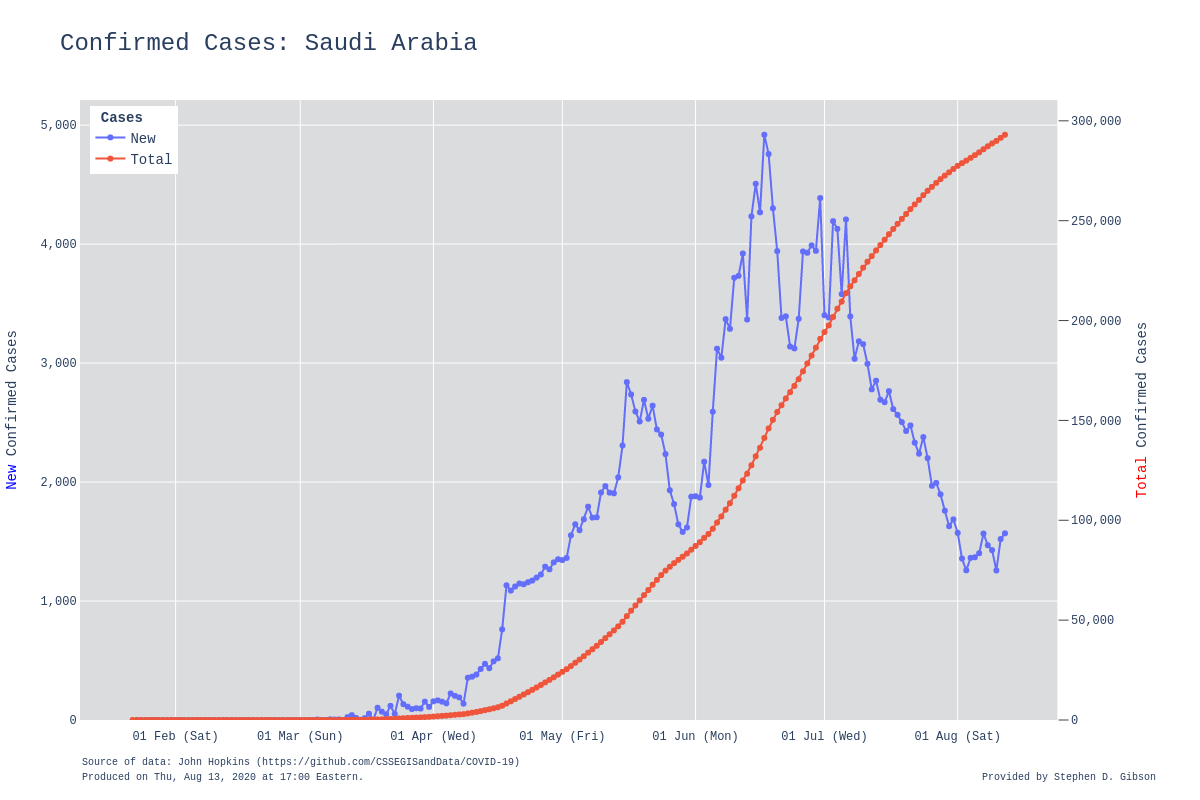 Confirmed Cases: Saudi Arabia
Cases
New
Total
5,000
4,000
3,000
2,000
1,000
0
New Confirmed Cases
300,000
250,000
200,000
150,000
100,000
50,000
0
Total Confirmed Cases
01 Feb (Sat)
01 Mar (Sun)
01 Apr (Wed)
01 May (Fri)
01 Jun (Mon)
01 Jul (Wed)
01 Aug (Sat)
Source of data: John Hopkins (https://github.com/CSSEGISandData/COVID-19)
Produced on Thu, Aug 13, 2020 at 17:00 Eastern.
Provided by Stephen D. Gibson